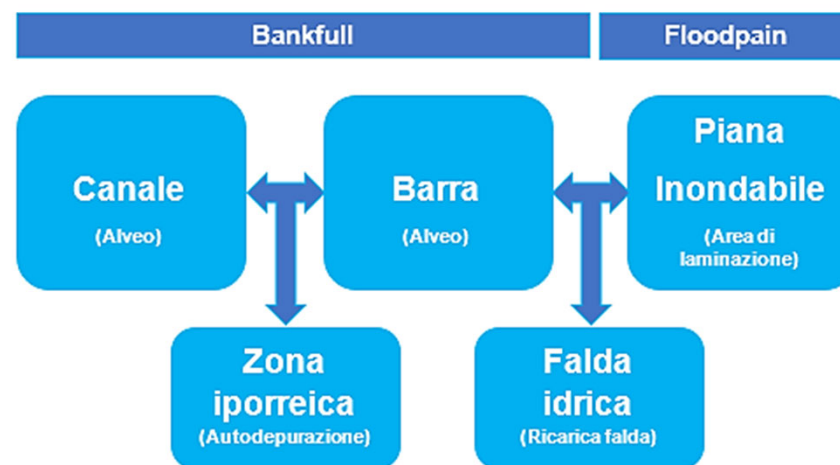 Bankfull
Floodpain
Canale
(Alveo)
Barra
(Alveo)
Piana
Inondabile
(Area di
laminazione)
Zona
iporreica
(Autodepurazione)
Falda
idrica
(Ricarica falda)